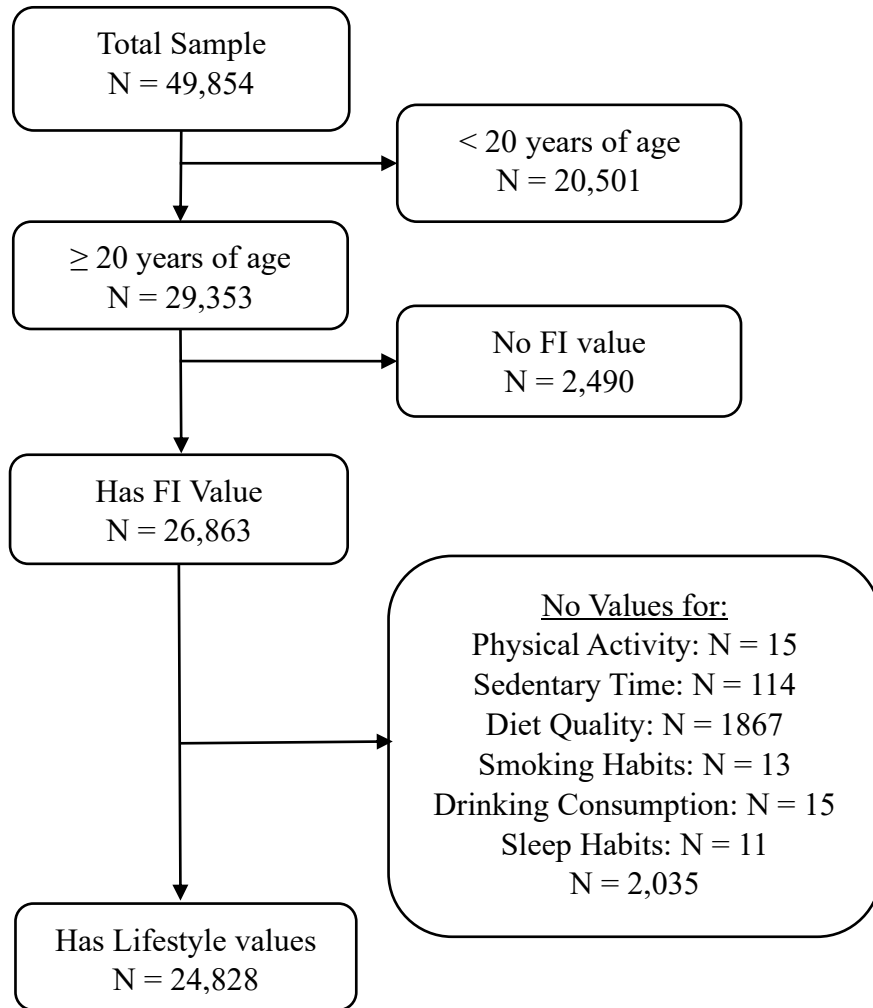 Total Sample
N = 49,854
< 20 years of age
N = 20,501
≥ 20 years of age
N = 29,353
No FI value
N = 2,490
Has FI Value
N = 26,863
No Values for:
Physical Activity: N = 15
Sedentary Time: N = 114
Diet Quality: N = 1867
Smoking Habits: N = 13
Drinking Consumption: N = 15
Sleep Habits: N = 11
N = 2,035
Has Lifestyle values
N = 24,828